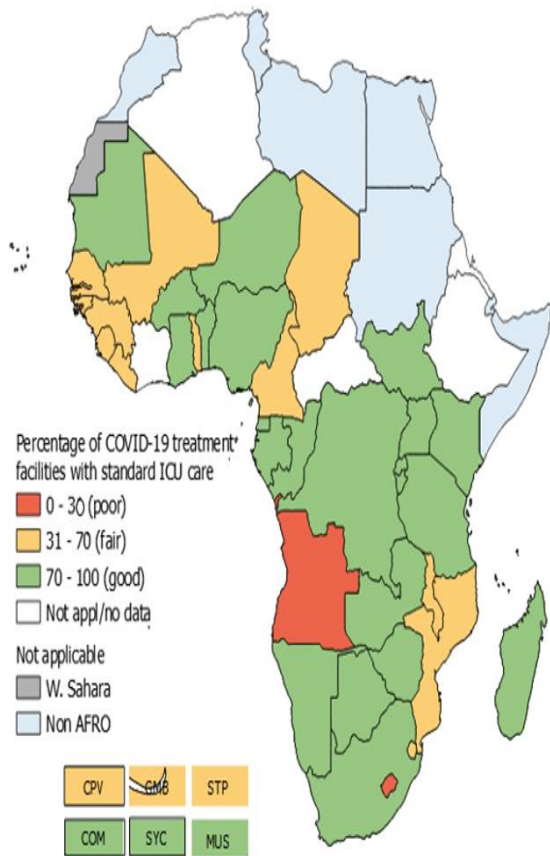 Percentage of COVID-19 treatment
facilities with standard ICU care
0 - 30 (poor)
31 - 70 (fair)
70 - 100 (good)
Not appl/no data
Not applicable
W. Sahara
Non AFRO
CPV GMB STP
COM SYC MUS